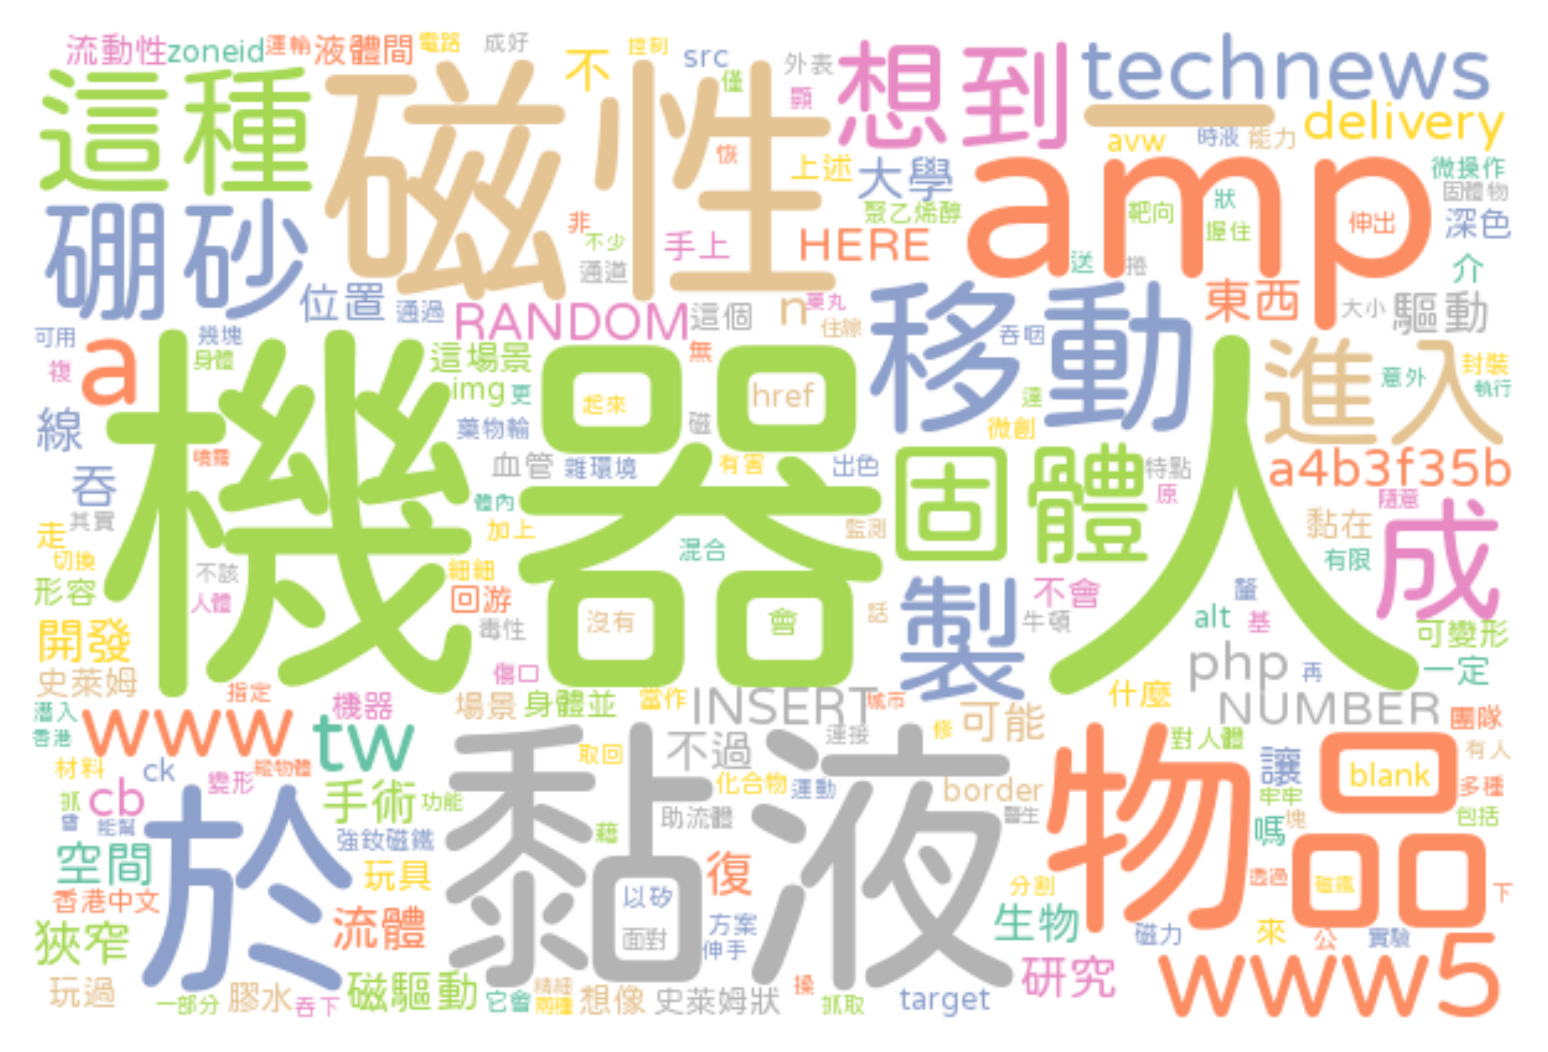 流動性 zoneid 運輸 液體間 電路 成好 不 控制 src 僅 外表 顯 想到 technews
這種 磁性 一 delivery
恢 上述 大學 avw 時液 能力 微操作
硼砂 聚乙烯醇 amp 靶向 狀 固體物
非 不少 手上 HERE 握住 伸出 深色
通道 送 捲 介
位置 通過 RANDOM 這個 n 藥丸 住線 移動 東西 大小 驅動
可用 幾塊 身體 a 這場景 無 吞咽 進入 意外 封裝
複 img 更 起來 href 達 執行
線 藥物輪 磁 微創
機器人 噴霧 血管 雜環境 有害 出色 固體 特點 a4b3f35b
吞 體內 原 隨意
其實 加上 監測 黏在 成
走 切換 混合 有限
形容 不該 細細 製 不會 釐
人體 回游 沒有 會 話 牛頓 alt 基
開發 毒性 可變形
史萊姆 指定 傷口 php 再 一定
潛入 www 機器 場景 身體並 當作 INSERT 城市 可能 什麼 NUMBER 團隊
香港 tw 取回 不過 連接 修 對人體 有人
材料 ck 變形 縱物體 黏液 化合物 運動 border 物品 讓 blank 多種
抓 cb 手術 功能 牢牢
曾 能幫 於 強釹磁鐵 藉 助流體 醫生 嗎 塊 包括
空間 玩具 復 透過 磁鐵
香港中文 以矽 分割 下
狹窄 流體 面對 方案 生物 磁力 來 公 實驗
伸手
玩過 磁驅動 精細 研究 www5
一部分 膠水 吞下 它會 兩種 想像 史萊姆狀 操 抓取 target